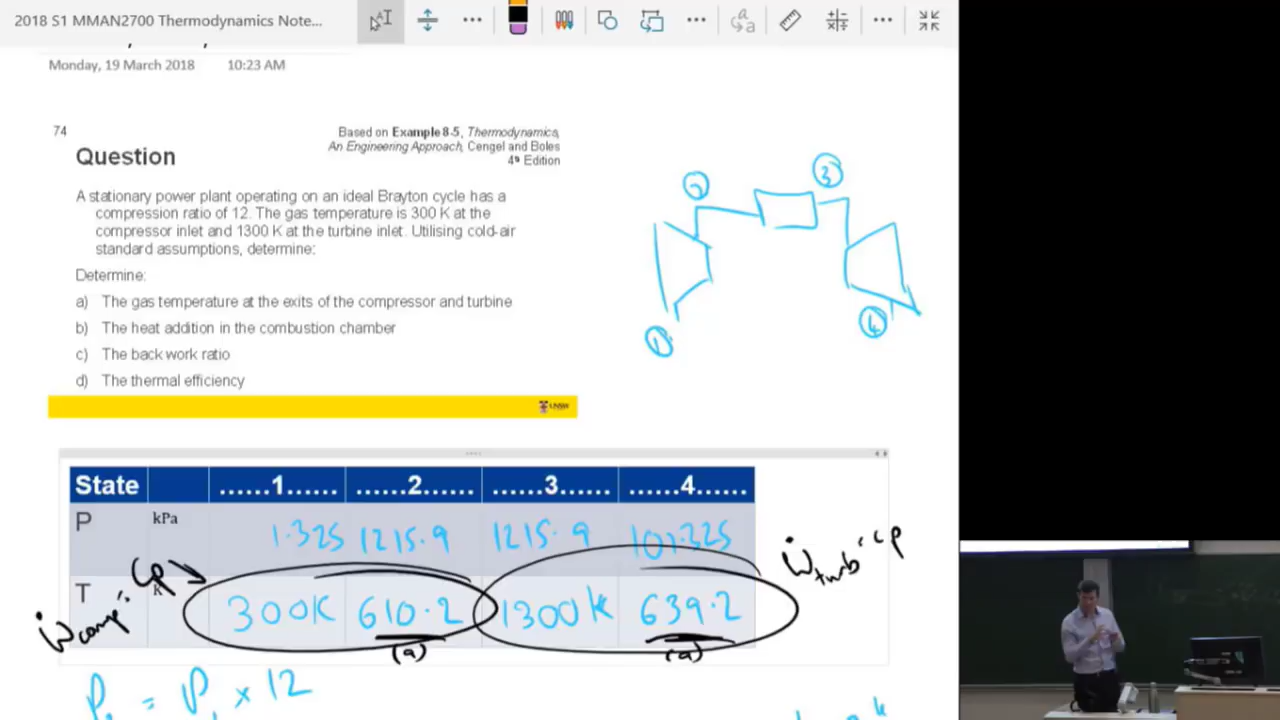 2018 S1 MMAN2700 Thermodynamics Note...
Monday, 19 March 2018 10:23 AM
74
Based on Example 8-5, Thermodynamics,
An Engineering Approach, Cengel and Boles
4th Edition
Question
A stationary power plant operating on an ideal Brayton cycle has a
compression ratio of 12. The gas temperature is 300 K at the
compressor inlet and 1300 K at the turbine inlet. Utilising cold-air
standard assumptions, determine:
Determine:
a) The gas temperature at the exits of the compressor and turbine
b) The heat addition in the combustion chamber
c) The back work ratio
d) The thermal efficiency
UNSW
2
3
1
4
State ......1...... ......2...... ......3...... ......4......
P kPa 1.325 1215.9 1215.9 101.325
T K 300K 610.2 1300K 639.2
(a) (a)
Ẇcomp: Cp
Ẇturb: Cp
= P1 × 12